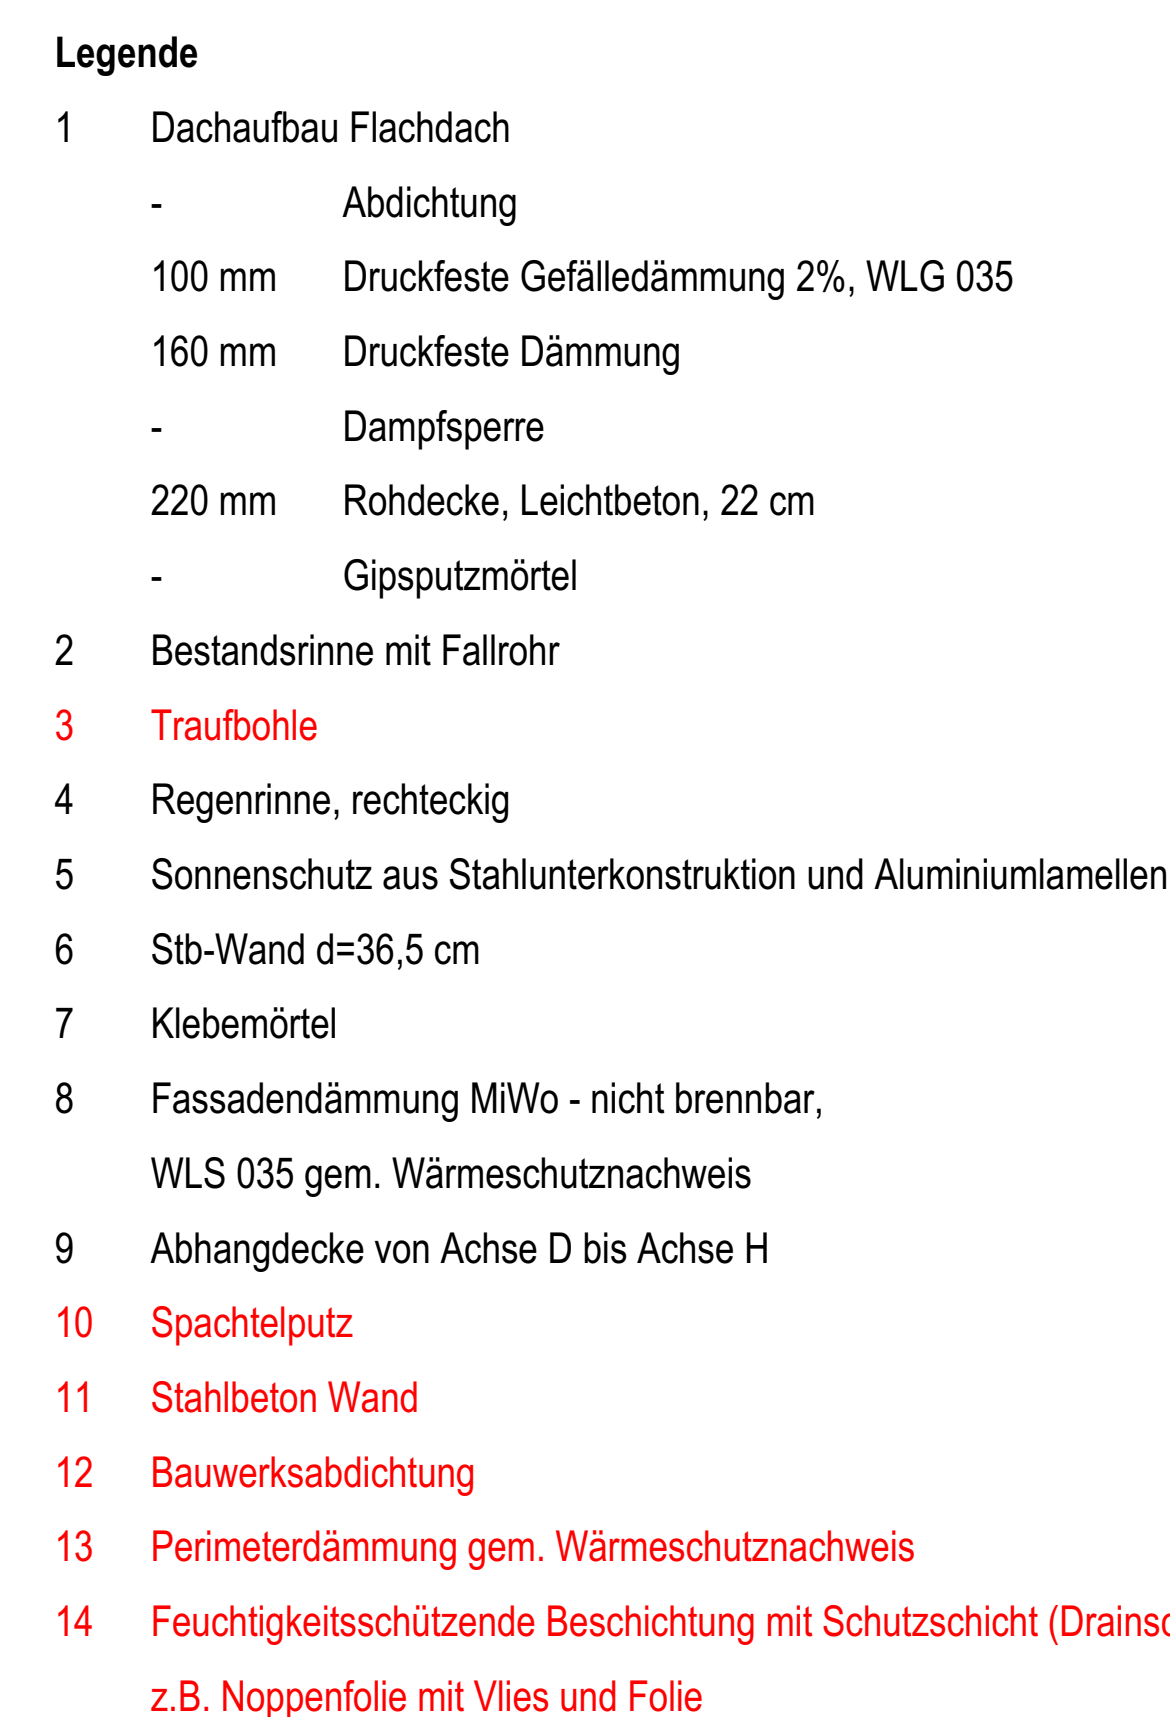 Legende
1 Dachaufbau Flachdach
- Abdichtung
100 mm Druckfeste Gefälledämmung 2%, WLG 035
160 mm Druckfeste Dämmung
- Dampfsperre
220 mm Rohdecke, Leichtbeton, 22 cm
- Gipsputzmörtel
2 Bestandsrinne mit Fallrohr
3 Traufbohle
4 Regenrinne, rechteckig
5 Sonnenschutz aus Stahlunterkonstruktion und Aluminiumlamellen
6 Stb-Wand d=36,5 cm
7 Klebemörtel
8 Fassadendämmung MiWo - nicht brennbar,
WLS 035 gem. Wärmeschutznachweis
9 Abhangdecke von Achse D bis Achse H
10 Spachtelputz
11 Stahlbeton Wand
12 Bauwerksabdichtung
13 Perimeterdämmung gem. Wärmeschutznachweis
14 Feuchtigkeitsschützende Beschichtung mit Schutzschicht
z.B. Noppenfolie mit Vlies und Folie